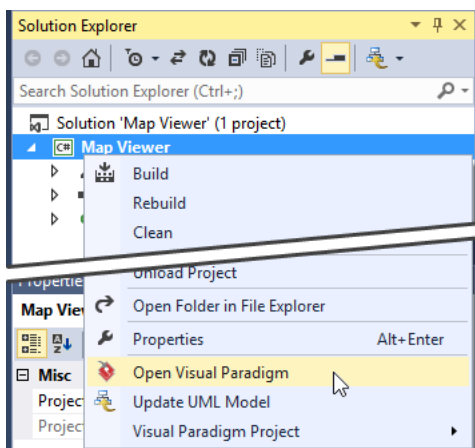 Solution Explorer
Search Solution Explorer (Ctrl+;)
Solution 'Map Viewer' (1 project)
C# Map Viewer
Build
Rebuild
Clean
Unload Project
Open Folder in File Explorer
Map View
Properties Alt+Enter
Misc
Open Visual Paradigm
Update UML Model
Visual Paradigm Project